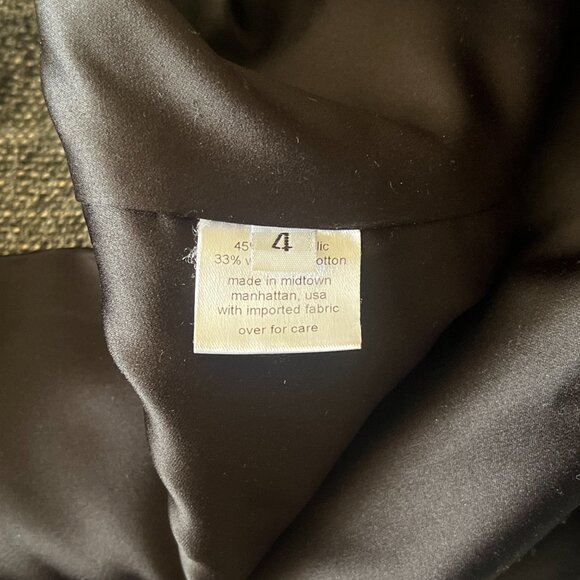 4
45% lic
33% w otton
made in midtown
manhattan, usa
with imported fabric
over for care